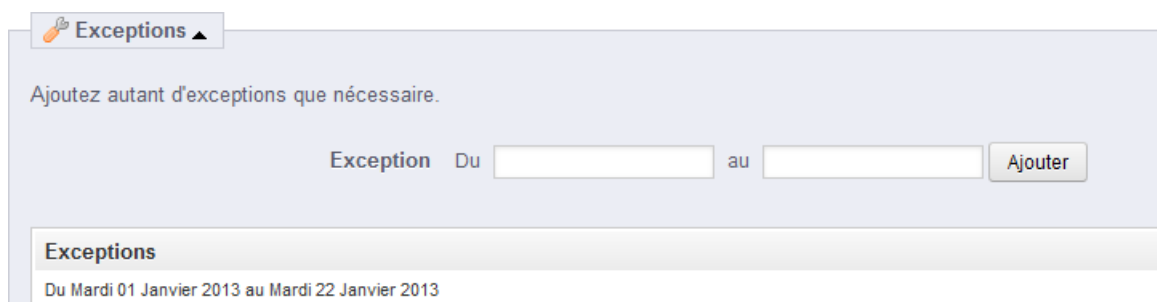 Exceptions
Ajoutez autant d'exceptions que nécessaire.
Exception Du au Ajouter
Exceptions
Du Mardi 01 Janvier 2013 au Mardi 22 Janvier 2013